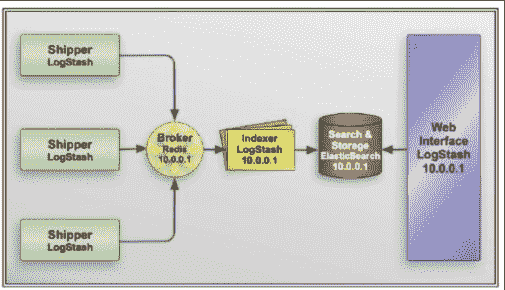 Shipper
LogStash
Shipper
LogStash
Shipper
LogStash
Broker
Redis
10.0.0.1
Indexer
LogStash
10.0.0.1
Search &
Storage
ElasticSearch
10.0.0.1
Web
Interface
LogStash
10.0.0.1